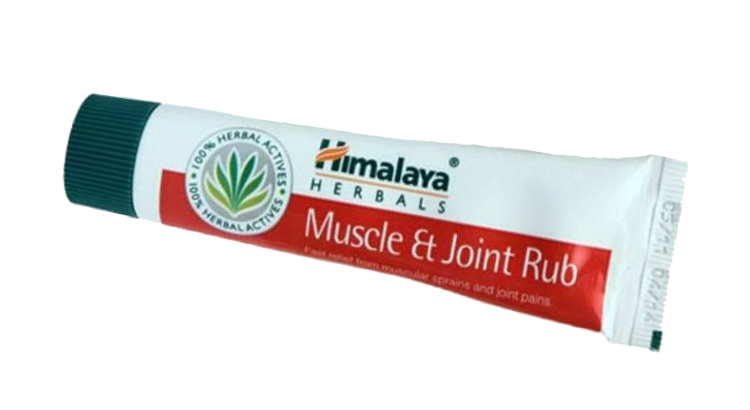 100% HERBAL ACTIVES
100% HERBAL ACTIVES
Himalaya®
HERBALS
Muscle & Joint Rub
Fast relief from muscular sprains and joint pains.